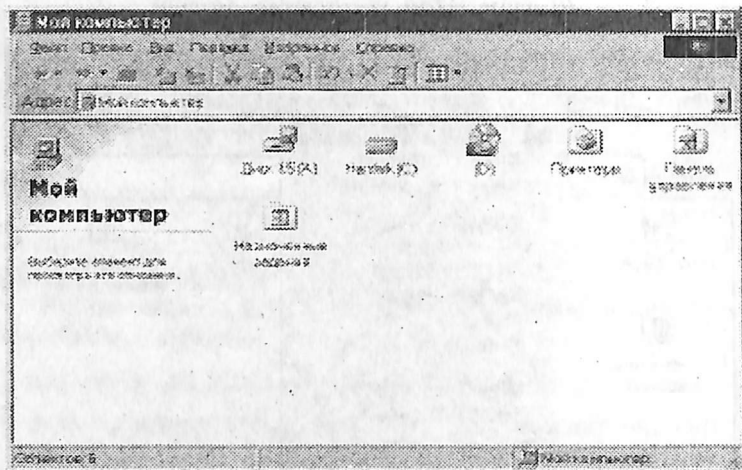 Мой компьютер
Файл Правка Вид Переход Избранное Справка
Адрес Мой компьютер
Диск 3,5 (A:) (C:) (D:) Принтеры Панель управления
Мой компьютер
Назначенные задания
Выберите элемент для просмотра его описания.
Объектов: 6 Мой компьютер